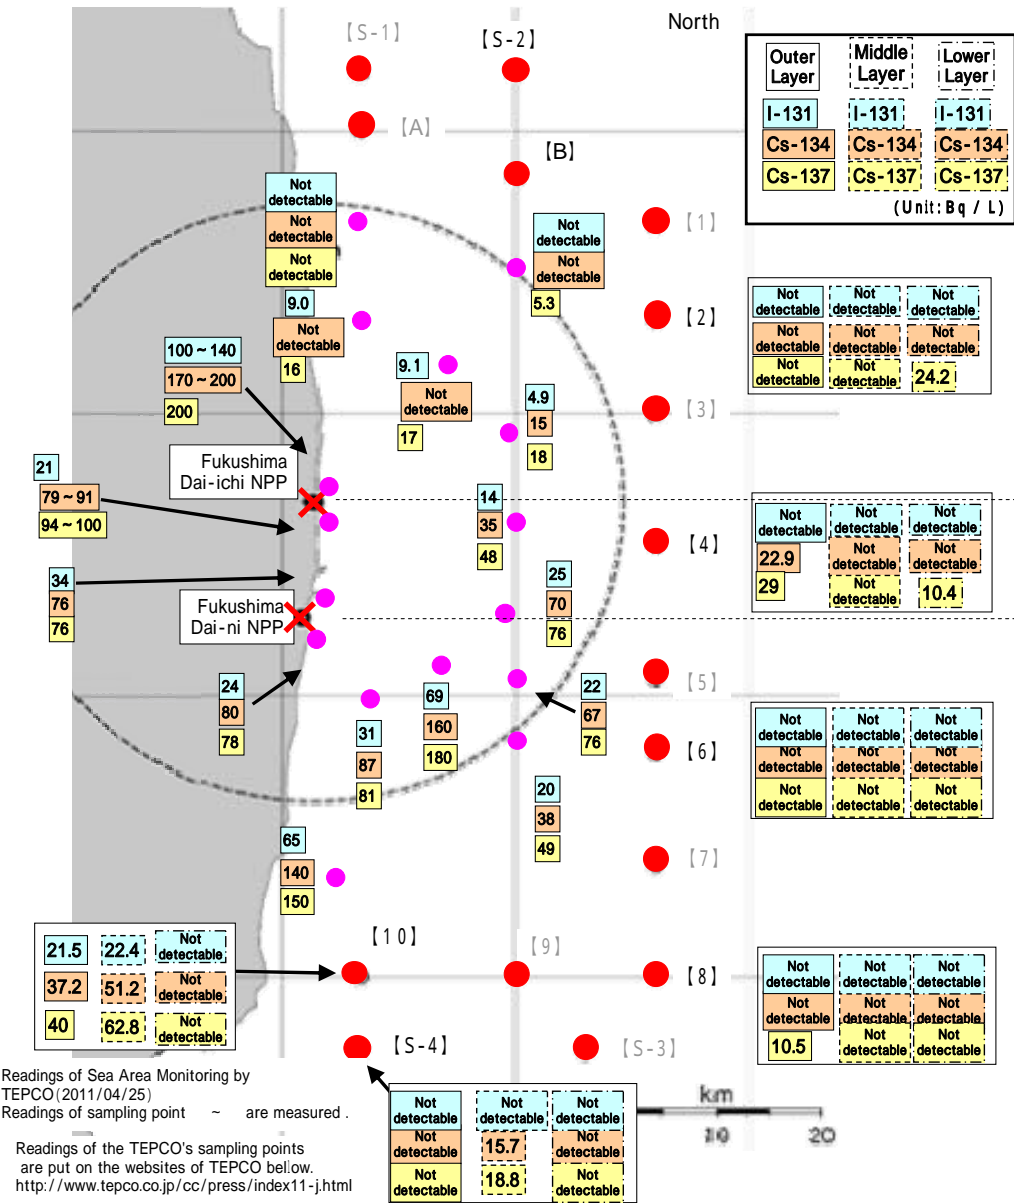 North
【S-1】
【S-2】
【A】
【B】
【1】
【2】
【3】
【4】
【5】
【6】
【7】
【8】
【9】
【10】
【S-4】
【S-3】
Outer
Layer
Middle
Layer
Lower
Layer
I-131
I-131
I-131
Cs-134
Cs-134
Cs-134
Cs-137
Cs-137
Cs-137
(Unit: Bq / L)
Not
detectable
Not
detectable
Not
detectable
Not
detectable
Not
detectable
5.3
9.0
Not
detectable
16
100 ~ 140
170 ~ 200
200
9.1
Not
detectable
17
4.9
15
18
Fukushima
Dai-ichi NPP
21
79 ~ 91
94 ~ 100
14
35
48
34
76
76
Fukushima
Dai-ni NPP
25
70
76
24
80
78
31
87
81
69
160
180
22
67
76
20
38
49
65
140
150
Not
detectable
Not
detectable
Not
detectable
Not
detectable
Not
detectable
Not
detectable
Not
detectable
Not
detectable
24.2
Not
detectable
Not
detectable
Not
detectable
22.9
Not
detectable
Not
detectable
29
Not
detectable
10.4
Not
detectable
Not
detectable
Not
detectable
Not
detectable
Not
detectable
Not
detectable
Not
detectable
Not
detectable
Not
detectable
Not
detectable
Not
detectable
Not
detectable
Not
detectable
Not
detectable
Not
detectable
10.5
Not
detectable
Not
detectable
21.5
22.4
Not
detectable
37.2
51.2
Not
detectable
40
62.8
Not
detectable
Not
detectable
Not
detectable
Not
detectable
Not
detectable
15.7
Not
detectable
Not
detectable
18.8
Not
detectable
km
10
20
Readings of Sea Area Monitoring by
TEPCO(2011/04/25)
Readings of sampling point ~ are measured .
Readings of the TEPCO's sampling points
are put on the websites of TEPCO bellow.
http://www.tepco.co.jp/cc/press/index11-j.html